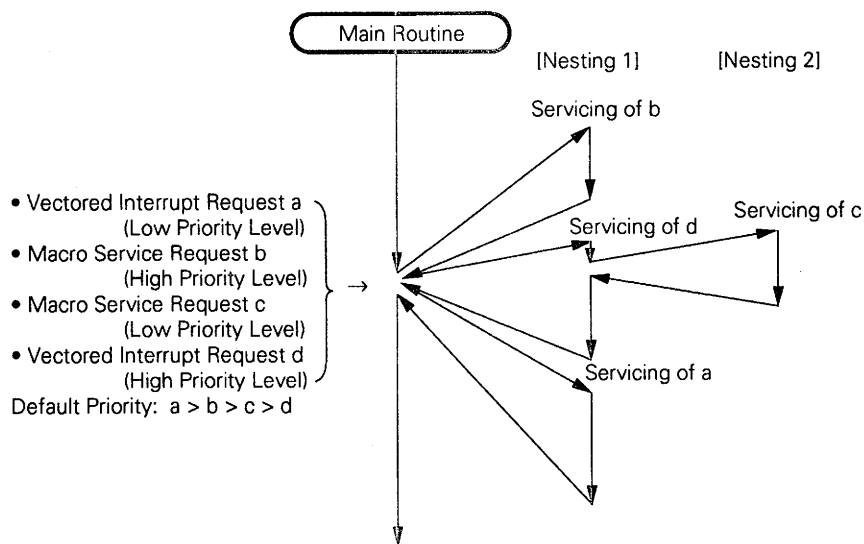 Main Routine
[Nesting 1] [Nesting 2]
Servicing of b
• Vectored Interrupt Request a
(Low Priority Level)
• Macro Service Request b
(High Priority Level)
• Macro Service Request c
(Low Priority Level)
• Vectored Interrupt Request d
(High Priority Level)
Default Priority: a > b > c > d
→
Servicing of d
Servicing of c
Servicing of a